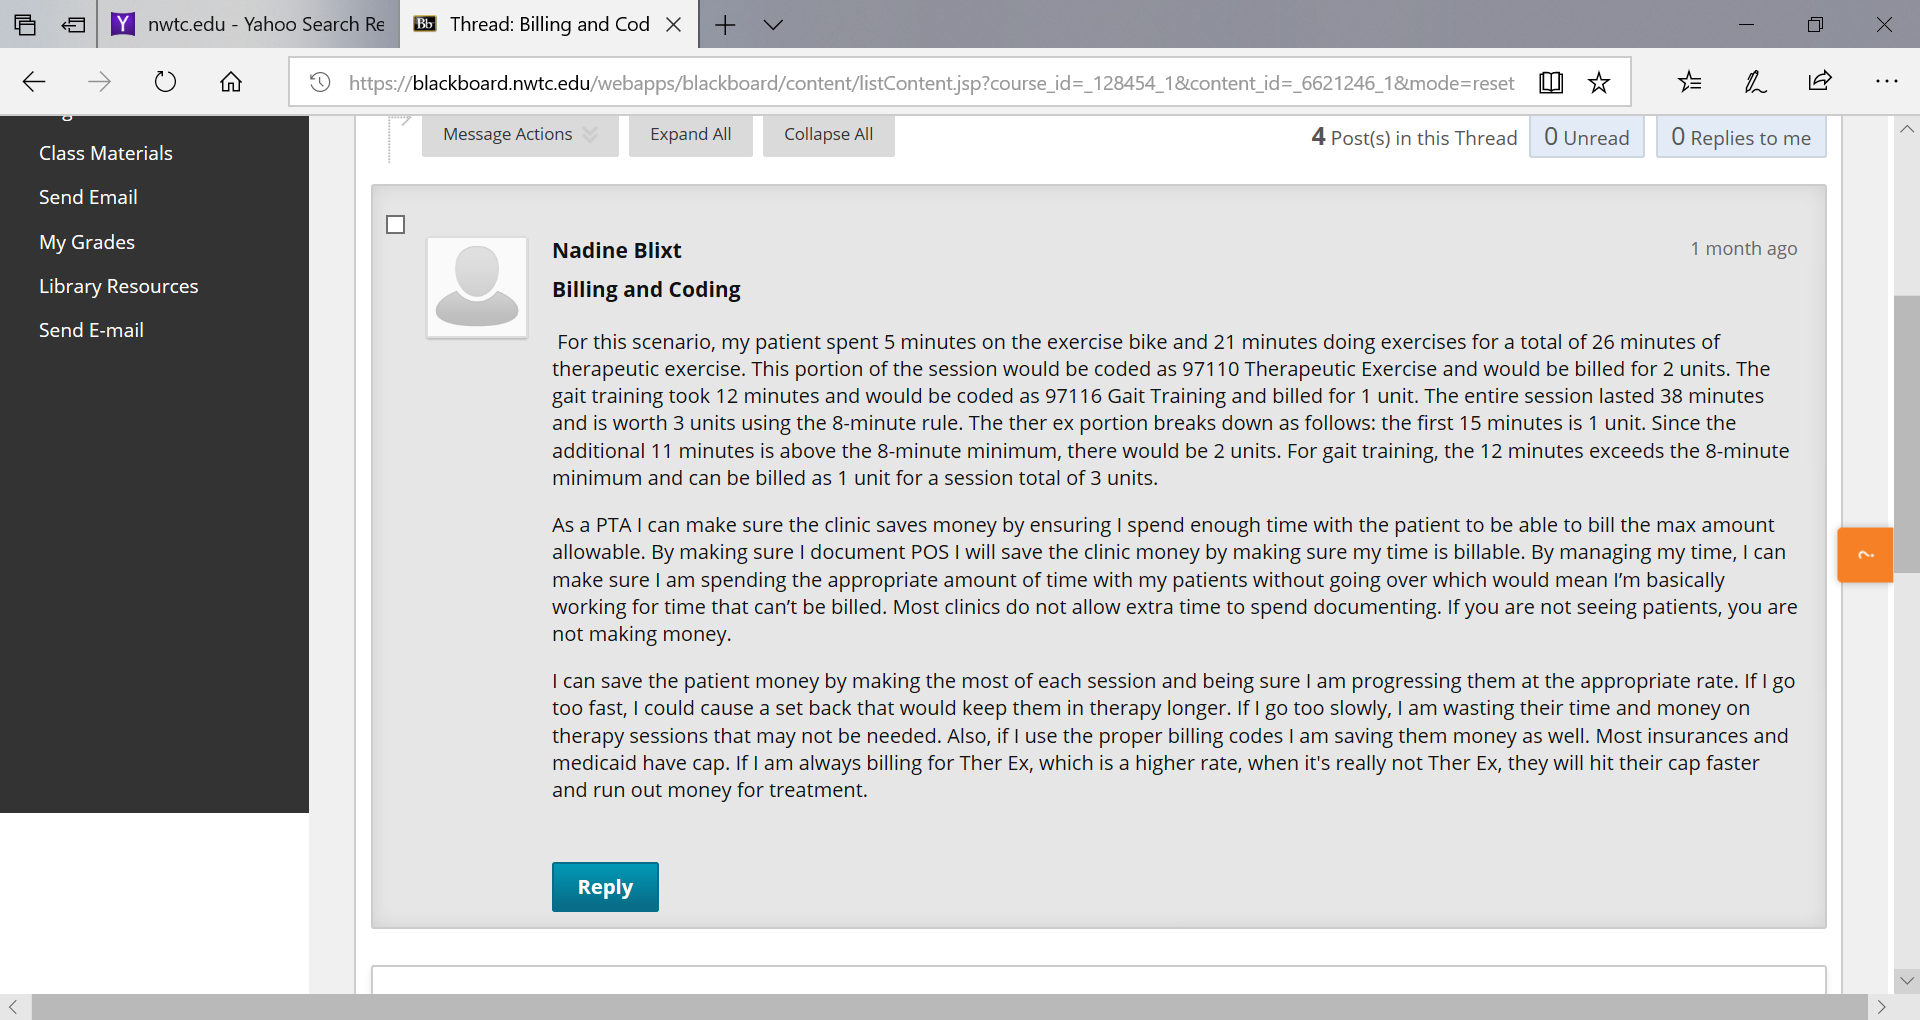 nwtc.edu - Yahoo Search Re
Bb Thread: Billing and Cod
https://blackboard.nwtc.edu/webapps/blackboard/content/listContent.jsp?course_id=_128454_1&content_id=_6621246_1&mode=reset
Class Materials
Send Email
My Grades
Library Resources
Send E-mail
Message Actions
Expand All
Collapse All
4 Post(s) in this Thread
0 Unread
0 Replies to me
Nadine Blixt
1 month ago
Billing and Coding
For this scenario, my patient spent 5 minutes on the exercise bike and 21 minutes doing exercises for a total of 26 minutes of
therapeutic exercise. This portion of the session would be coded as 97110 Therapeutic Exercise and would be billed for 2 units. The
gait training took 12 minutes and would be coded as 97116 Gait Training and billed for 1 unit. The entire session lasted 38 minutes
and is worth 3 units using the 8-minute rule. The ther ex portion breaks down as follows: the first 15 minutes is 1 unit. Since the
additional 11 minutes is above the 8-minute minimum, there would be 2 units. For gait training, the 12 minutes exceeds the 8-minute
minimum and can be billed as 1 unit for a session total of 3 units.
As a PTA I can make sure the clinic saves money by ensuring I spend enough time with the patient to be able to bill the max amount
allowable. By making sure I document POS I will save the clinic money by making sure my time is billable. By managing my time, I can
make sure I am spending the appropriate amount of time with my patients without going over which would mean I’m basically
working for time that can’t be billed. Most clinics do not allow extra time to spend documenting. If you are not seeing patients, you are
not making money.
I can save the patient money by making the most of each session and being sure I am progressing them at the appropriate rate. If I go
too fast, I could cause a set back that would keep them in therapy longer. If I go too slowly, I am wasting their time and money on
therapy sessions that may not be needed. Also, if I use the proper billing codes I am saving them money as well. Most insurances and
medicaid have cap. If I am always billing for Ther Ex, which is a higher rate, when it's really not Ther Ex, they will hit their cap faster
and run out money for treatment.
Reply